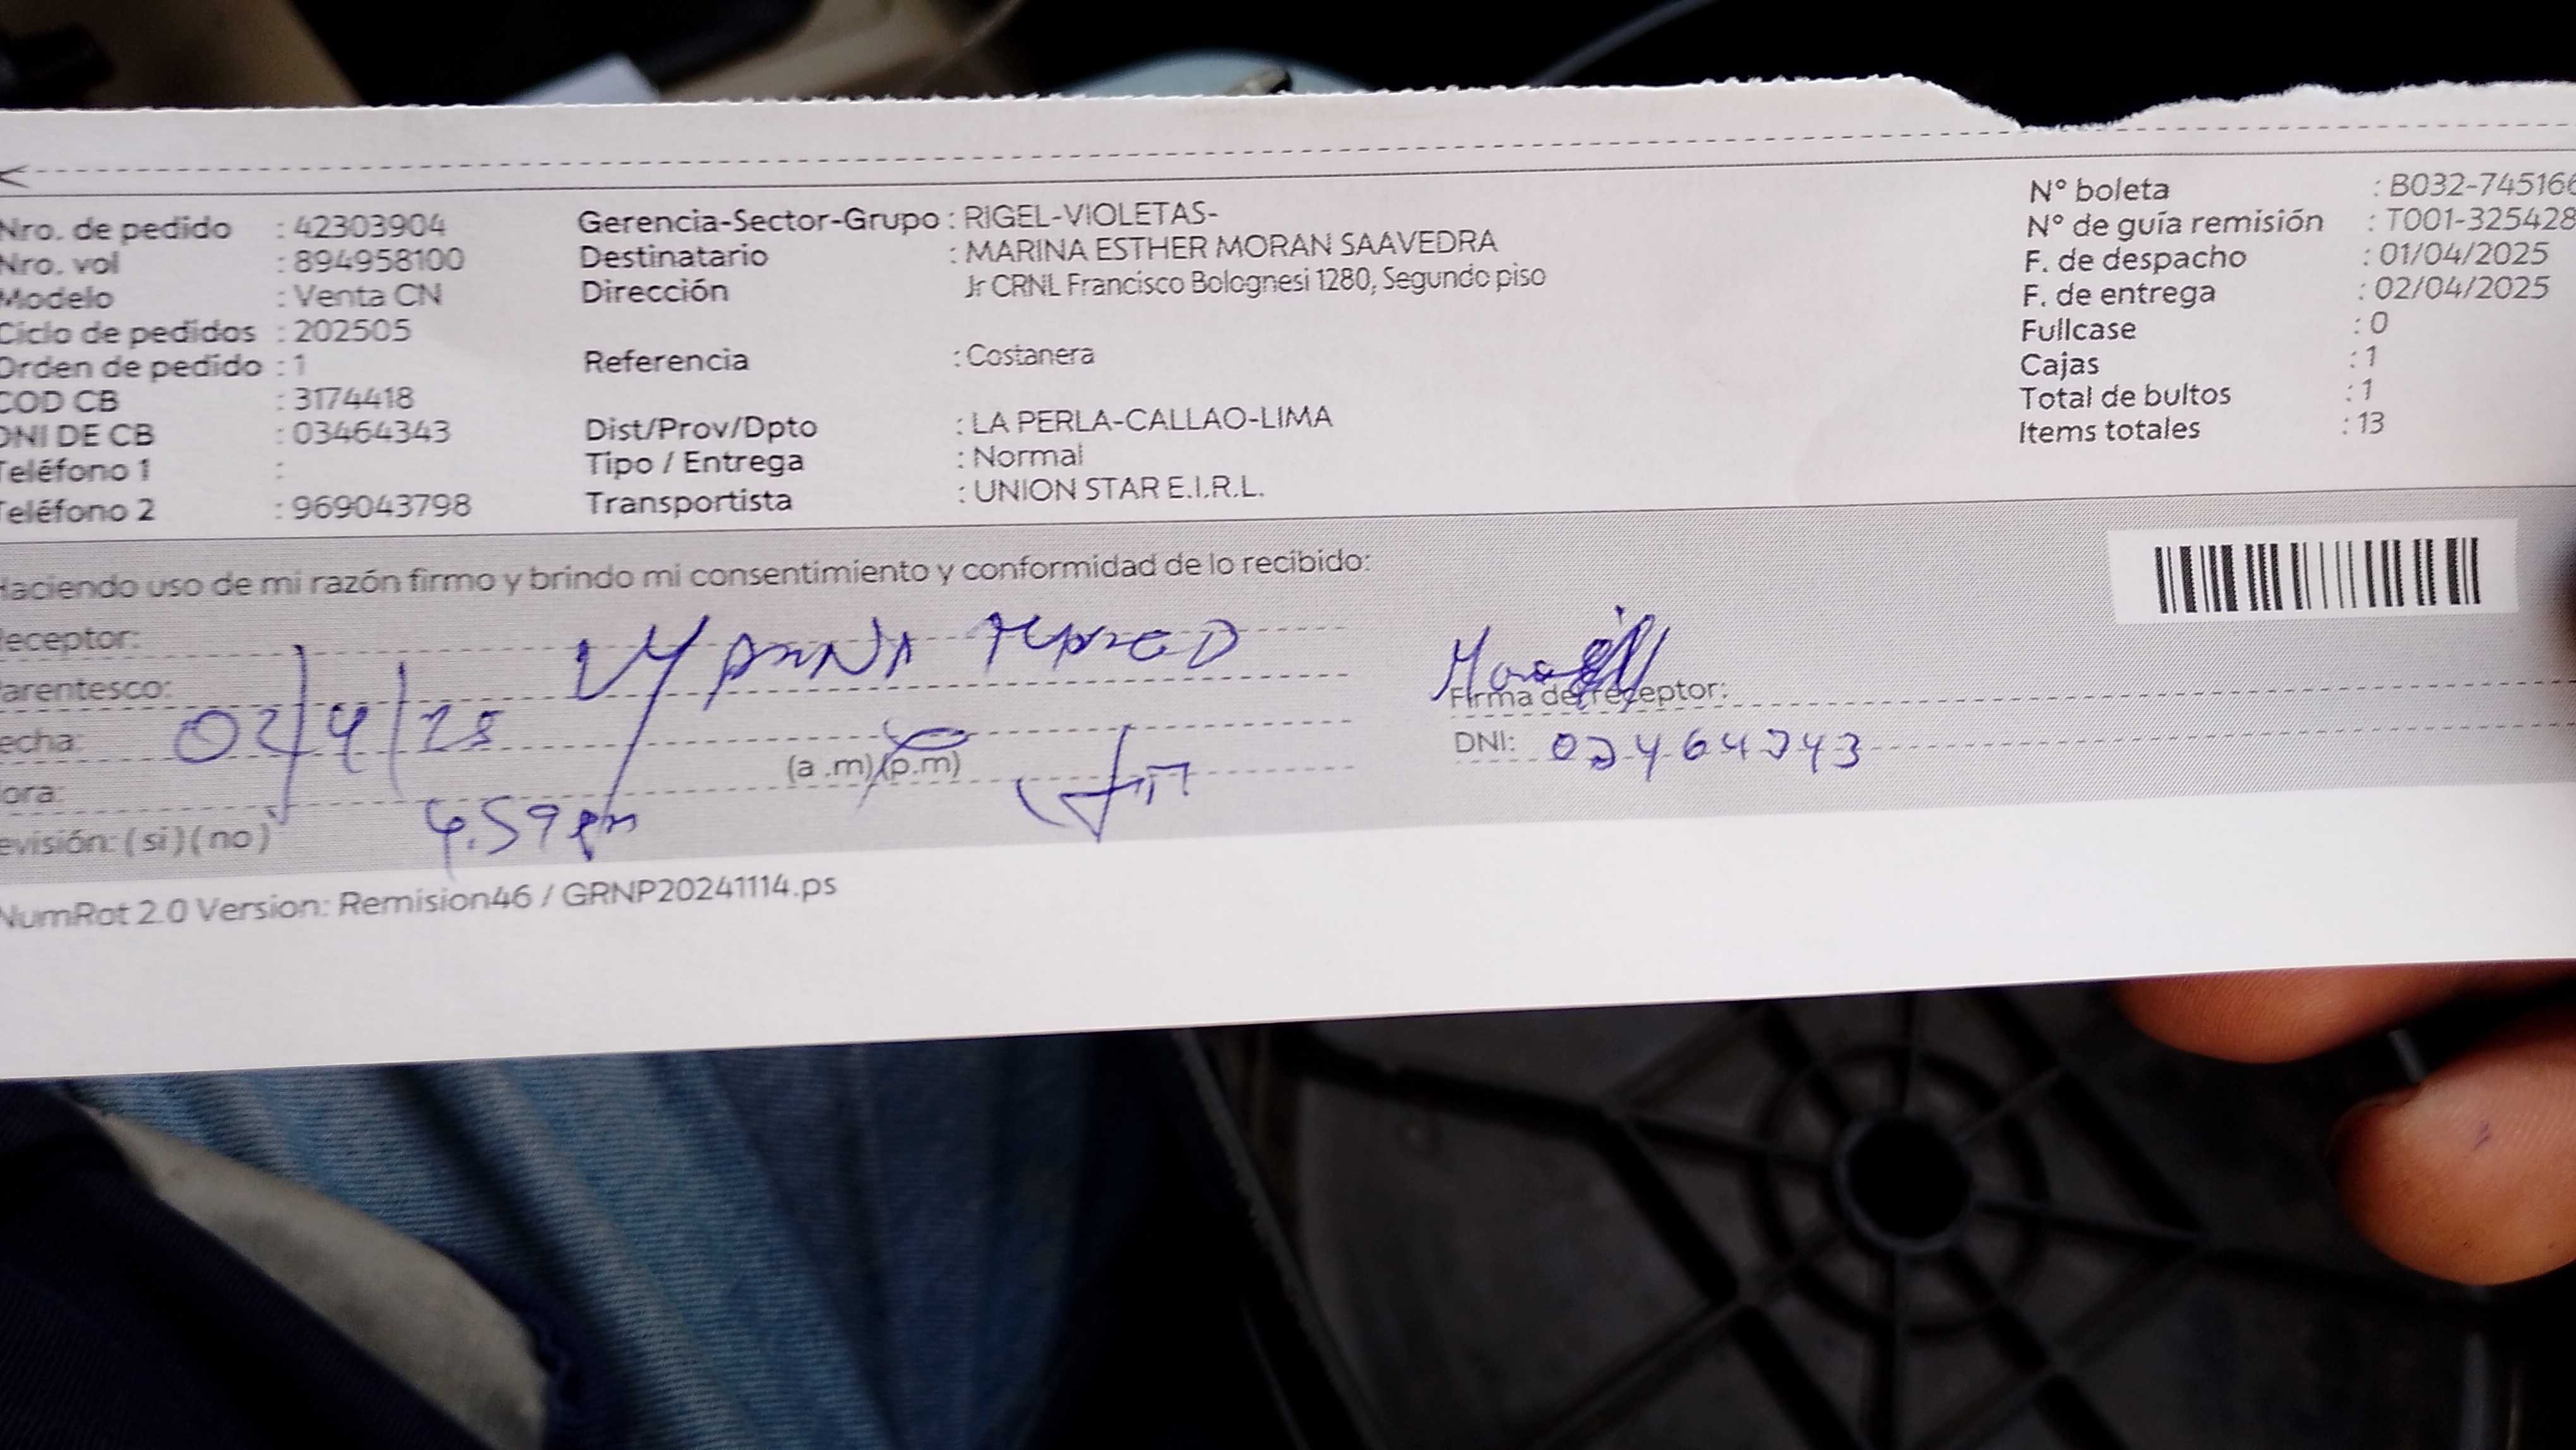 Nro. de pedido : 42303904
Nro. vol : 894958100
Modelo : Venta CN
Ciclo de pedidos : 202505
Orden de pedido : 1
COD CB : 3174418
DNI DE CB : 03464343
Teléfono 1 :
Teléfono 2 : 969043798
Gerencia-Sector-Grupo : RIGEL-VIOLETAS-
Destinatario : MARINA ESTHER MORAN SAAVEDRA
Dirección Jr CRNL Francisco Bolognesi 1280, Segundo piso
Referencia : Costanera
Dist/Prov/Dpto : LA PERLA-CALLAO-LIMA
Tipo / Entrega : Normal
Transportista : UNION STAR E.I.R.L.
N° boleta : B032-745166
N° de guía remisión : T001-325428
F. de despacho : 01/04/2025
F. de entrega : 02/04/2025
Fullcase : 0
Cajas : 1
Total de bultos : 1
Items totales : 13
Haciendo uso de mi razón firmo y brindo mi consentimiento y conformidad de lo recibido:
Receptor:
Parentesco:
echa: 02/4/25
(a .m) (p.m)
ora: 4.59 pm
evisión: (si) (no)
Firma del receptor:
DNI:
NumRot 2.0 Version: Remision46 / GRNP20241114.ps